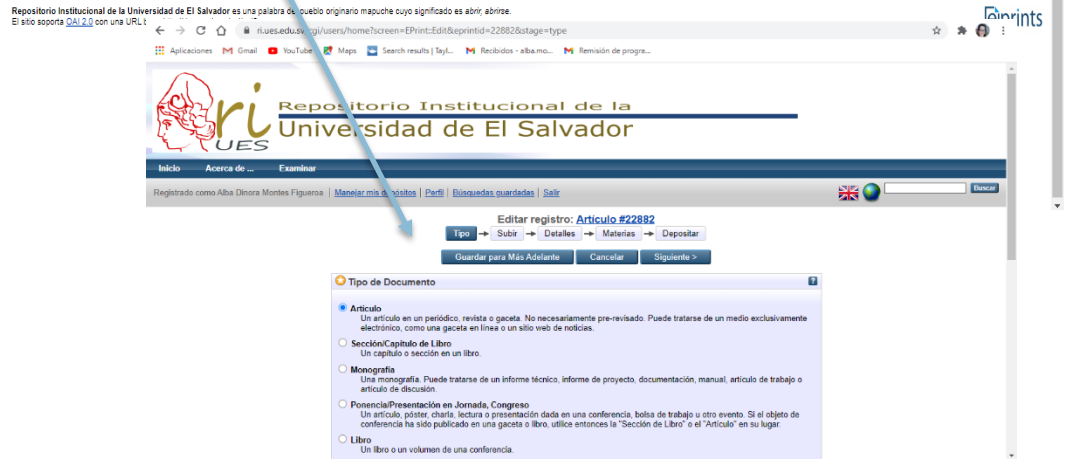 Repositorio Institucional de la Universidad de El Salvador es una palabra del pueblo originario mapuche cuyo significado es abrir, abrirse.
El sitio soporta OAI 2.0 con una URL
eprints
ri.ues.edu.sv/cgi/users/home?screen=EPrint::Edit&eprintid=22882&stage=type
Aplicaciones Gmail YouTube Maps Search results | Tayl... Recibidos - alba.mo... Remisión de progra...
ri UES
Repositorio Institucional de la
Universidad de El Salvador
Inicio Acerca de ... Examinar
Registrado como Alba Dinora Montes Figueroa | Manejar mis depósitos | Perfil | Búsquedas guardadas | Salir
Buscar
Editar registro: Artículo #22882
Tipo → Subir → Detalles → Materias → Depositar
Guardar para Más Adelante Cancelar Siguiente >
Tipo de Documento ?
Artículo
Un artículo en un periódico, revista o gaceta. No necesariamente pre-revisado. Puede tratarse de un medio exclusivamente
electrónico, como una gaceta en línea o un sitio web de noticias.
Sección/Capítulo de Libro
Un capítulo o sección en un libro.
Monografía
Una monografía. Puede tratarse de un informe técnico, informe de proyecto, documentación, manual, artículo de trabajo o
artículo de discusión.
Ponencia/Presentación en Jornada, Congreso
Un artículo, póster, charla, lectura o presentación dada en una conferencia, bolsa de trabajo u otro evento. Si el objeto de
conferencia ha sido publicado en una gaceta o libro, utilice entonces la "Sección de Libro" o el "Artículo" en su lugar.
Libro
Un libro o un volumen de una conferencia.